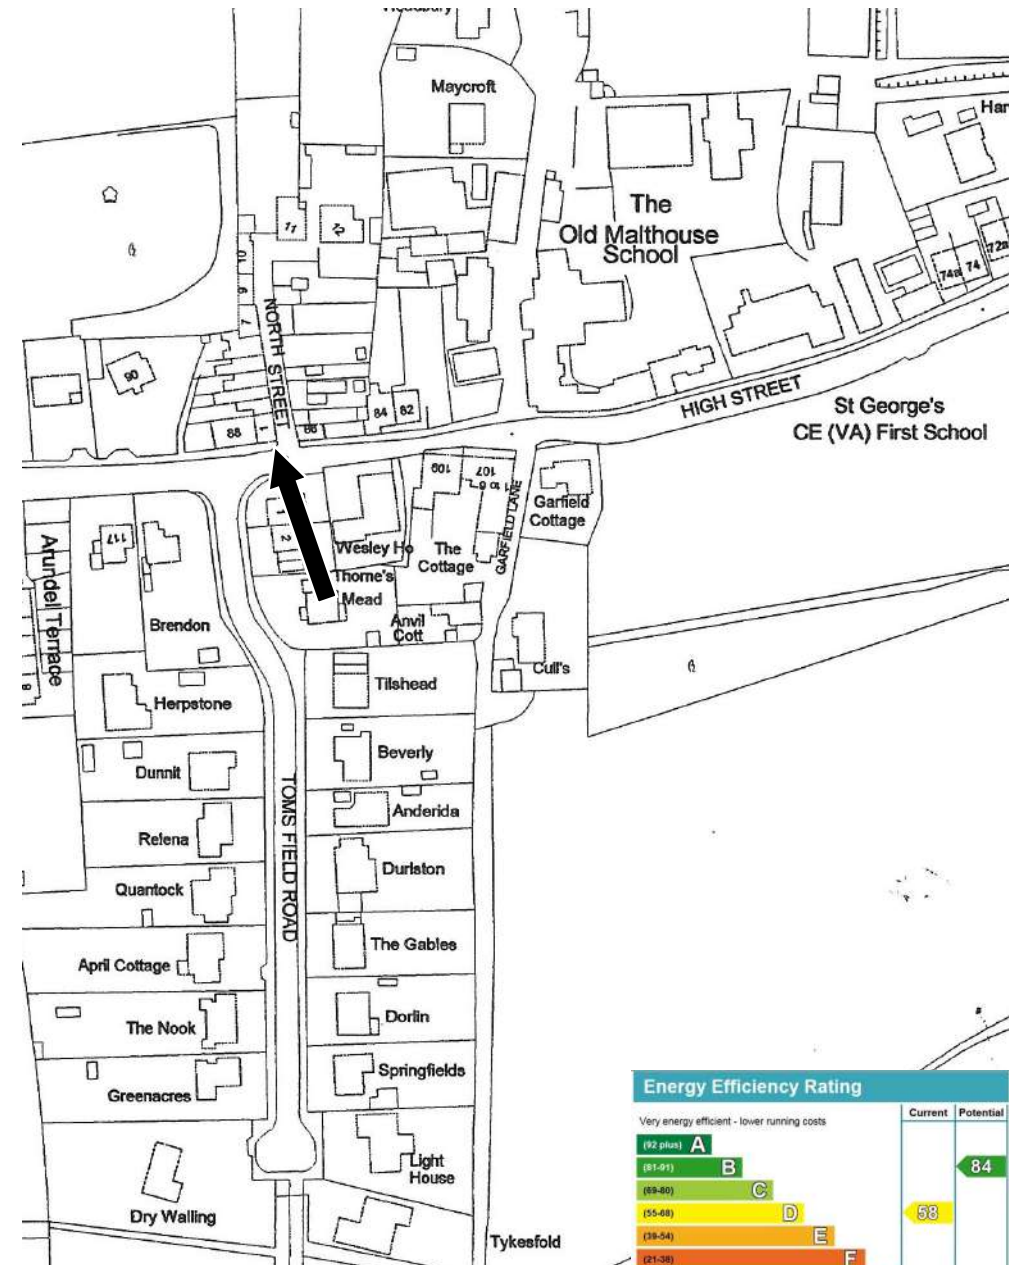 Maycroft
Har
The
Old Malthouse
School
11
12
10
9
7
NORTH STREET
90
88
1
86
84
82
72a
74
74a
HIGH STREET
St George's
CE (VA) First School
109
107
1 to 6
GARFIELD LANE
Garfield
Cottage
1
2
Wesley Ho
The
Cottage
Thorne's
Mead
Anvil
Cott
117
Arundell Terrace
8
Brendon
Cull's
Tilshead
Herpstone
Beverly
Dunnit
TOMS FIELD ROAD
Anderida
Relena
Durlston
Quantock
The Gables
April Cottage
Dorlin
The Nook
Springfields
Greenacres
Light
House
Dry Walling
Tykesfold
Energy Efficiency Rating
Current Potential
Very energy efficient - lower running costs
(92 plus) A
(81-91) B
84
(69-80) C
(55-68) D
58
(39-54) E
(21-38) F